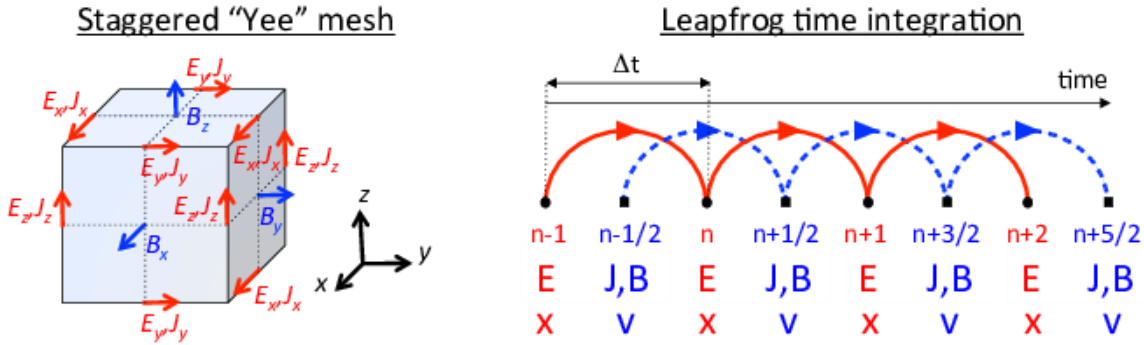 Staggered “Yee” mesh
Leapfrog time integration
Ey,Jy
Δt
time
Ex,Jx
Bz
Ex,Jx
Ey,Jy
Ez,Jz
Ez,Jz
Ez,Jz
By
z
Bx
y
x
Ex,Jx
Ey,Jy
n-1 n-1/2 n n+1/2 n+1 n+3/2 n+2 n+5/2
E J,B E J,B E J,B E J,B
x v x v x v x v